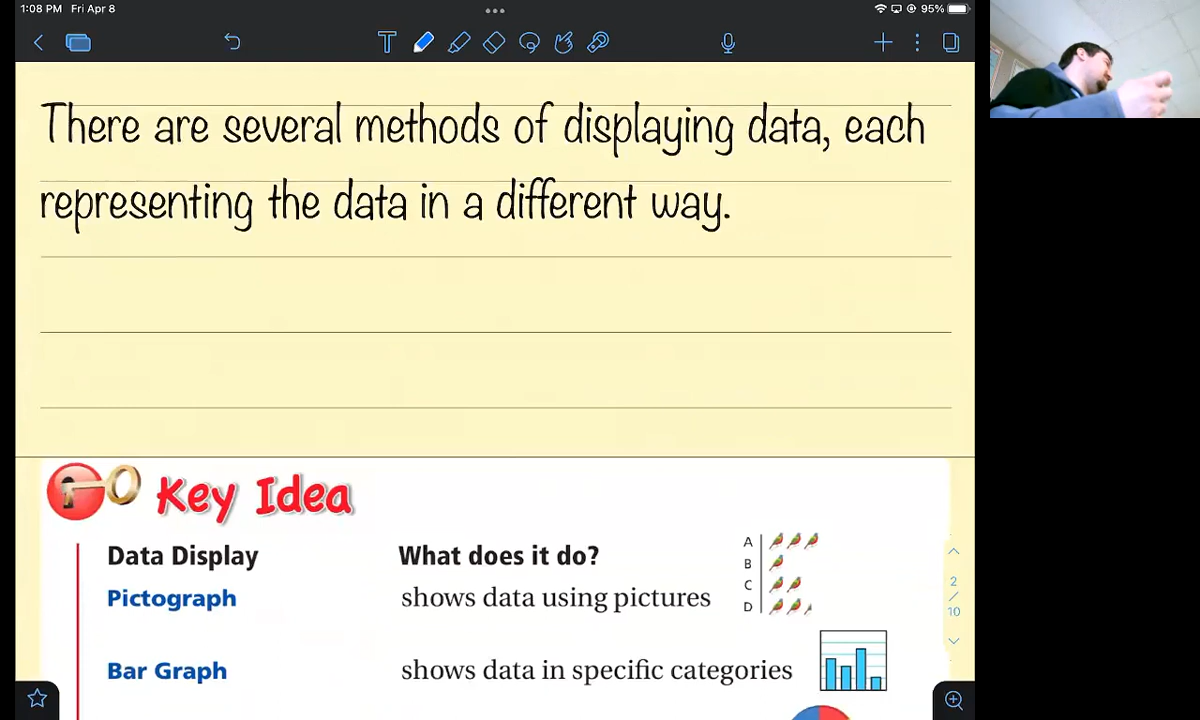 1:08 PM Fri Apr 8
95%
T
There are several methods of displaying data, each
representing the data in a different way.
Key Idea
Data Display What does it do?
Pictograph shows data using pictures
A
B
C
D
Bar Graph shows data in specific categories
2
/
10